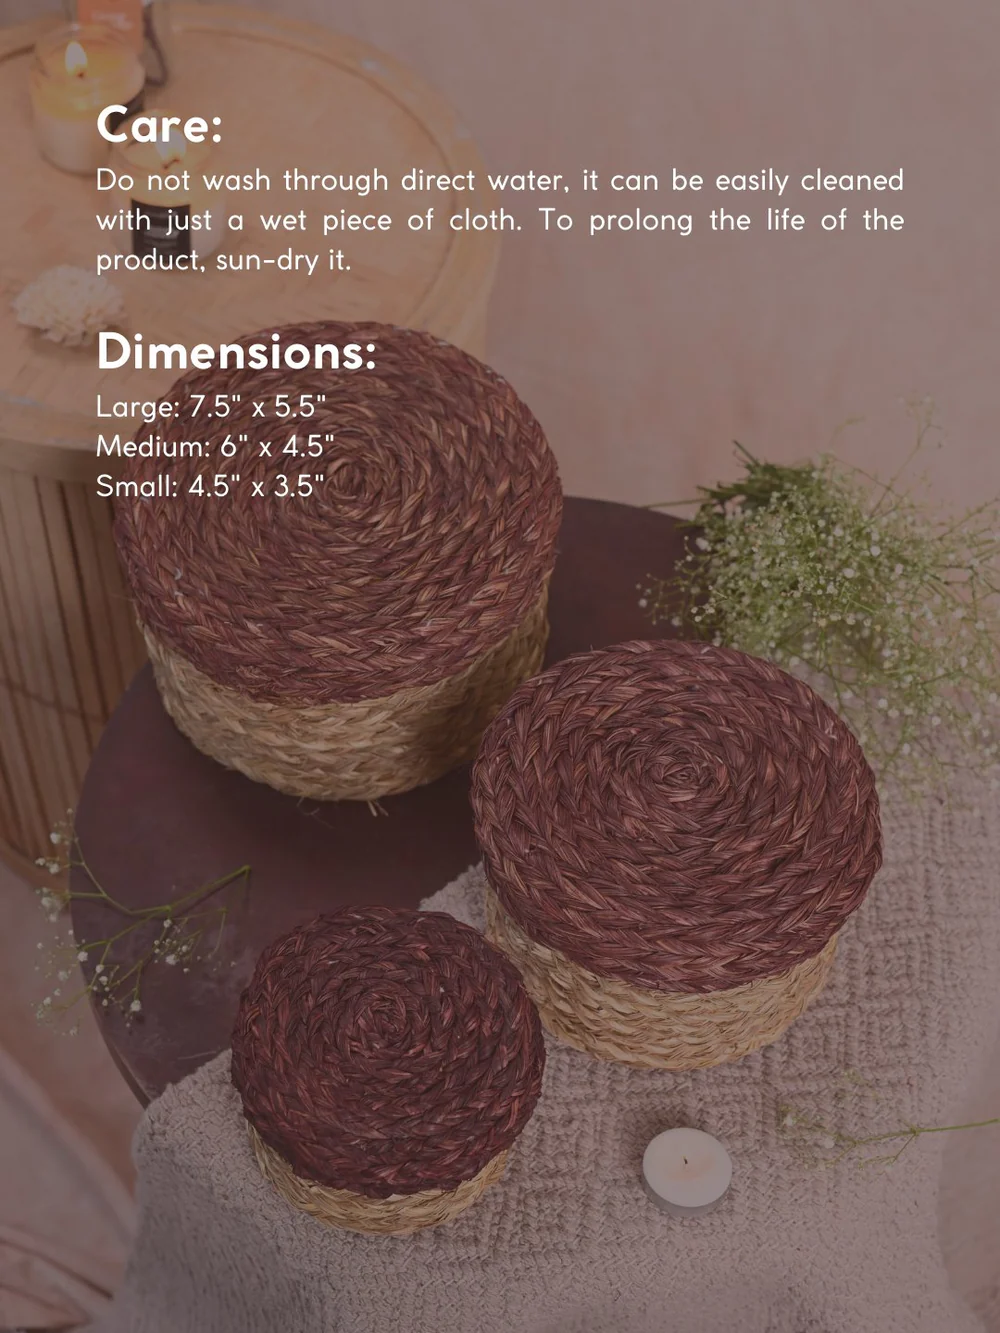 Care:
Do not wash through direct water, it can be easily cleaned
with just a wet piece of cloth. To prolong the life of the
product, sun-dry it.
Dimensions:
Large: 7.5" x 5.5"
Medium: 6" x 4.5"
Small: 4.5" x 3.5"